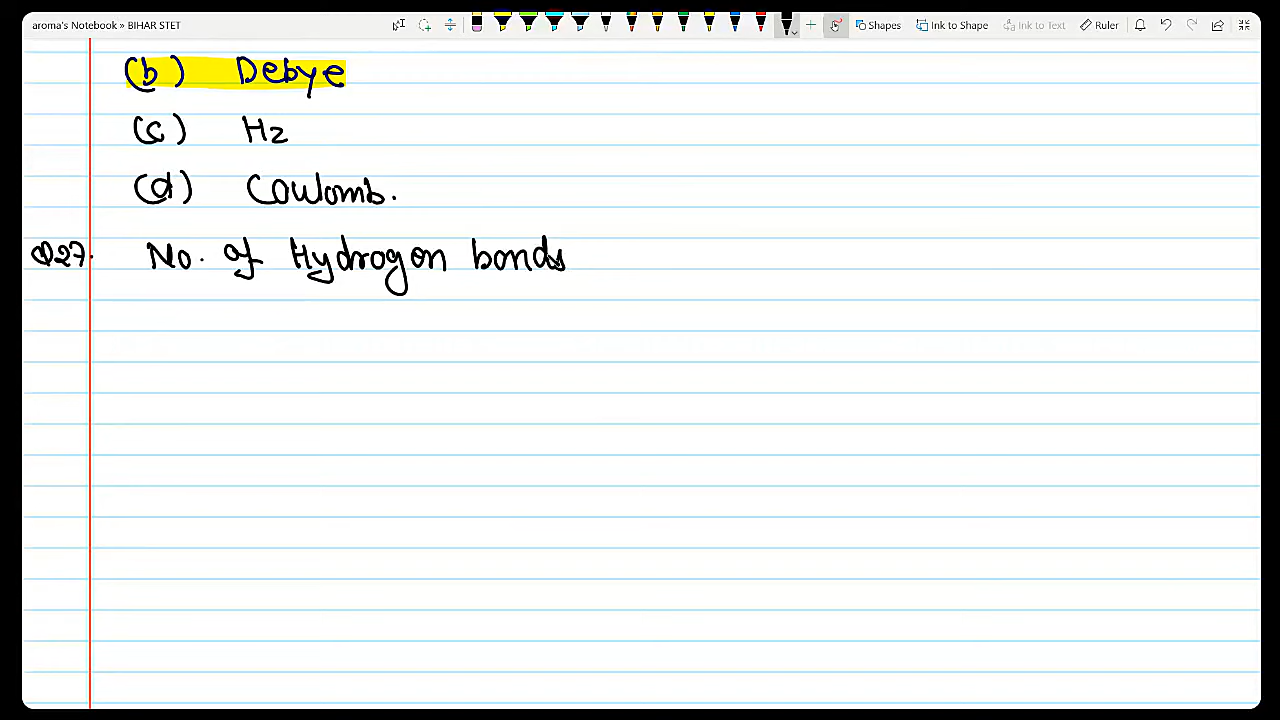 aroma's Notebook » BIHAR STET
Shapes Ink to Shape Ink to Text Ruler
(b) Debye
(c) Hz
(d) Coulomb.
Q27. No. of Hydrogon bonds